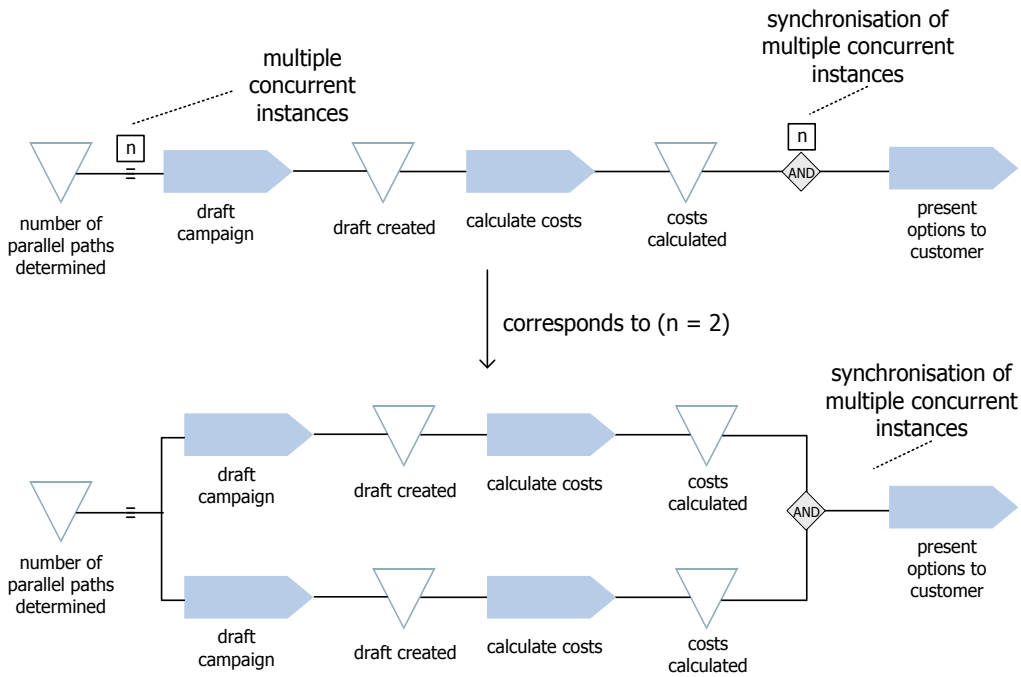 synchronisation of
multiple concurrent
instances
multiple
concurrent
instances
n
n
AND
number of
parallel paths
determined
draft
campaign
draft created
calculate costs
costs
calculated
present
options to
customer
corresponds to (n = 2)
synchronisation of
multiple concurrent
instances
draft
campaign
draft created
calculate costs
costs
calculated
AND
number of
parallel paths
determined
present
options to
customer
draft
campaign
draft created
calculate costs
costs
calculated